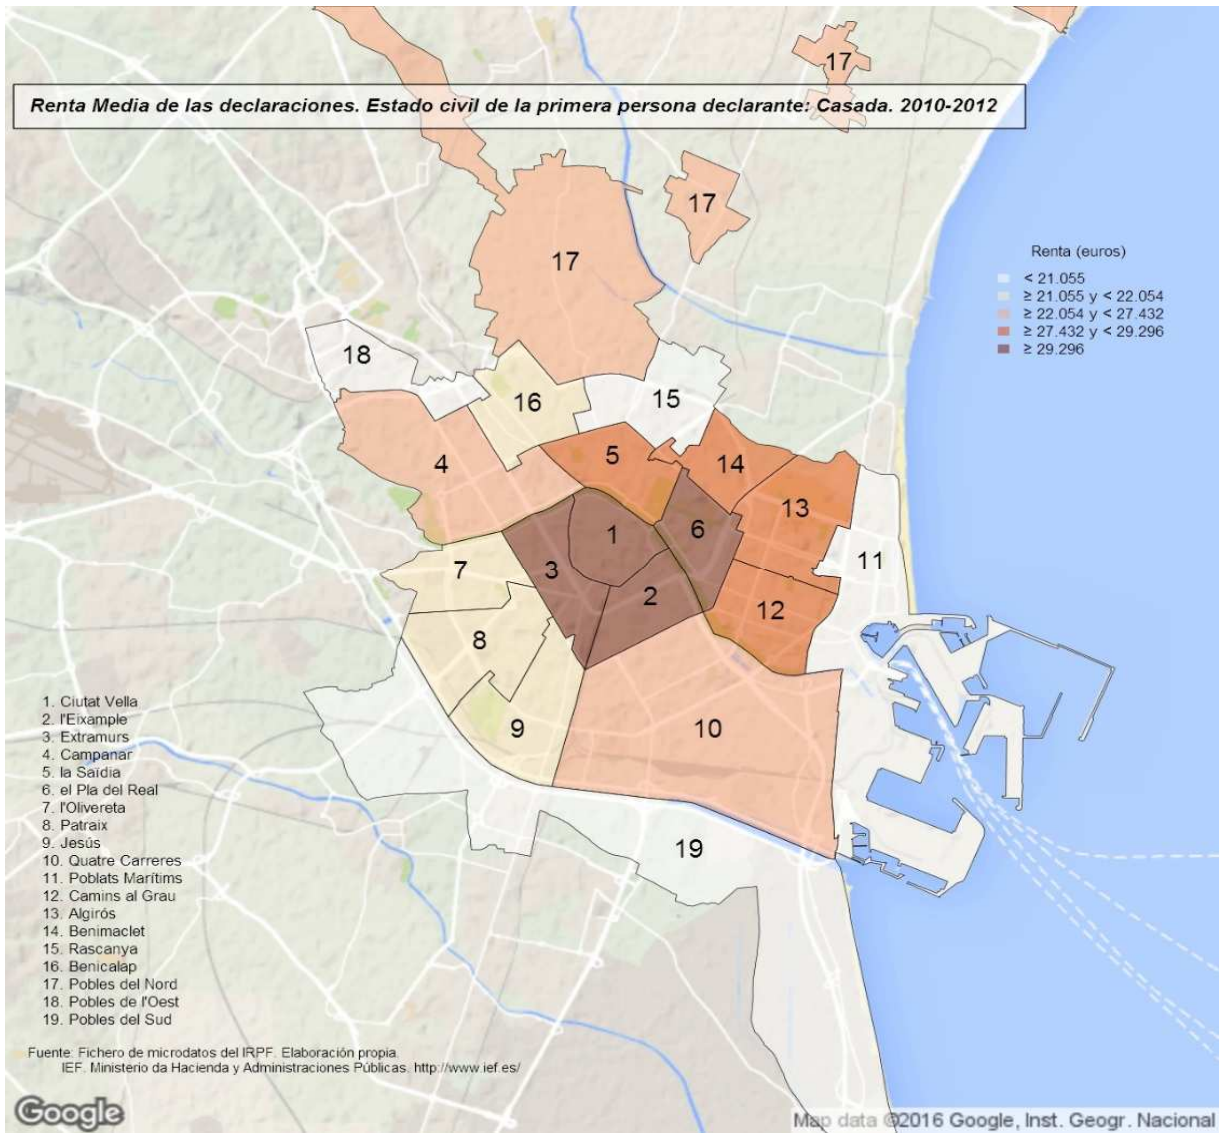 17
Renta Media de las declaraciones. Estado civil de la primera persona declarante: Casada. 2010-2012
17
17
Renta (euros)
< 21.055
≥ 21.055 y < 22.054
≥ 22.054 y < 27.432
≥ 27.432 y < 29.296
≥ 29.296
18
16
15
4
5
14
13
1
6
3
11
7
2
12
8
9
10
19
1. Ciutat Vella
2. l'Eixample
3. Extramurs
4. Campanar
5. la Saïdia
6. el Pla del Real
7. l'Olivereta
8. Patraix
9. Jesús
10. Quatre Carreres
11. Poblats Marítims
12. Camins al Grau
13. Algirós
14. Benimaclet
15. Rascanya
16. Benicalap
17. Pobles del Nord
18. Pobles de l'Oest
19. Pobles del Sud
Fuente: Fichero de microdatos del IRPF. Elaboración propia.
IEF. Ministerio da Hacienda y Administraciones Públicas. http://www.ief.es/
Google
Map data ©2016 Google, Inst. Geogr. Nacional